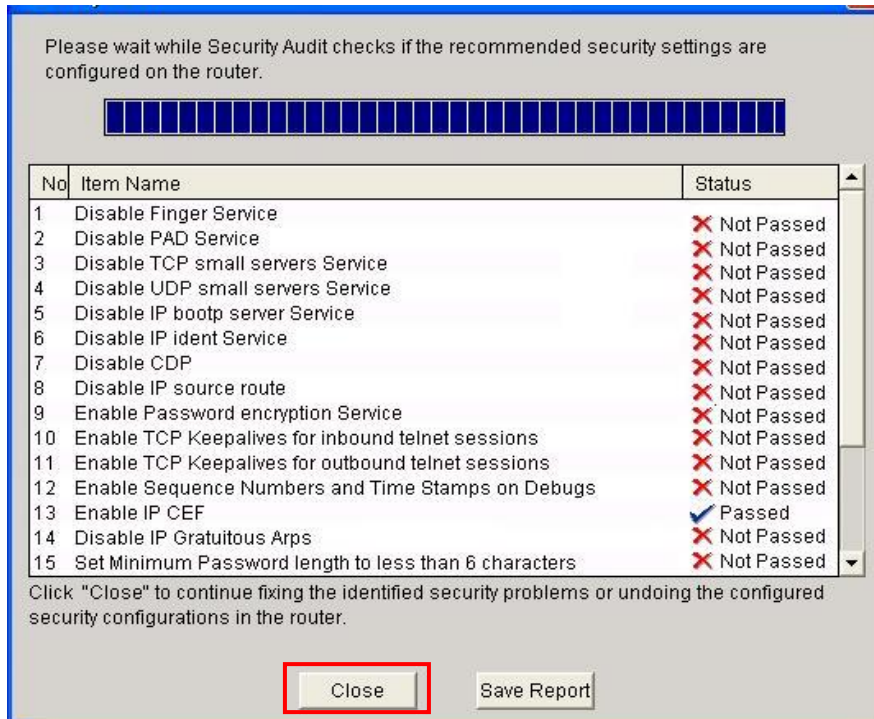 Please wait while Security Audit checks if the recommended security settings are
configured on the router.
No Item Name Status
1 Disable Finger Service Not Passed
2 Disable PAD Service Not Passed
3 Disable TCP small servers Service Not Passed
4 Disable UDP small servers Service Not Passed
5 Disable IP bootp server Service Not Passed
6 Disable IP ident Service Not Passed
7 Disable CDP Not Passed
8 Disable IP source route Not Passed
9 Enable Password encryption Service Not Passed
10 Enable TCP Keepalives for inbound telnet sessions Not Passed
11 Enable TCP Keepalives for outbound telnet sessions Not Passed
12 Enable Sequence Numbers and Time Stamps on Debugs Not Passed
13 Enable IP CEF Passed
14 Disable IP Gratuitous Arps Not Passed
15 Set Minimum Password length to less than 6 characters Not Passed
Click "Close" to continue fixing the identified security problems or undoing the configured
security configurations in the router.
Close Save Report